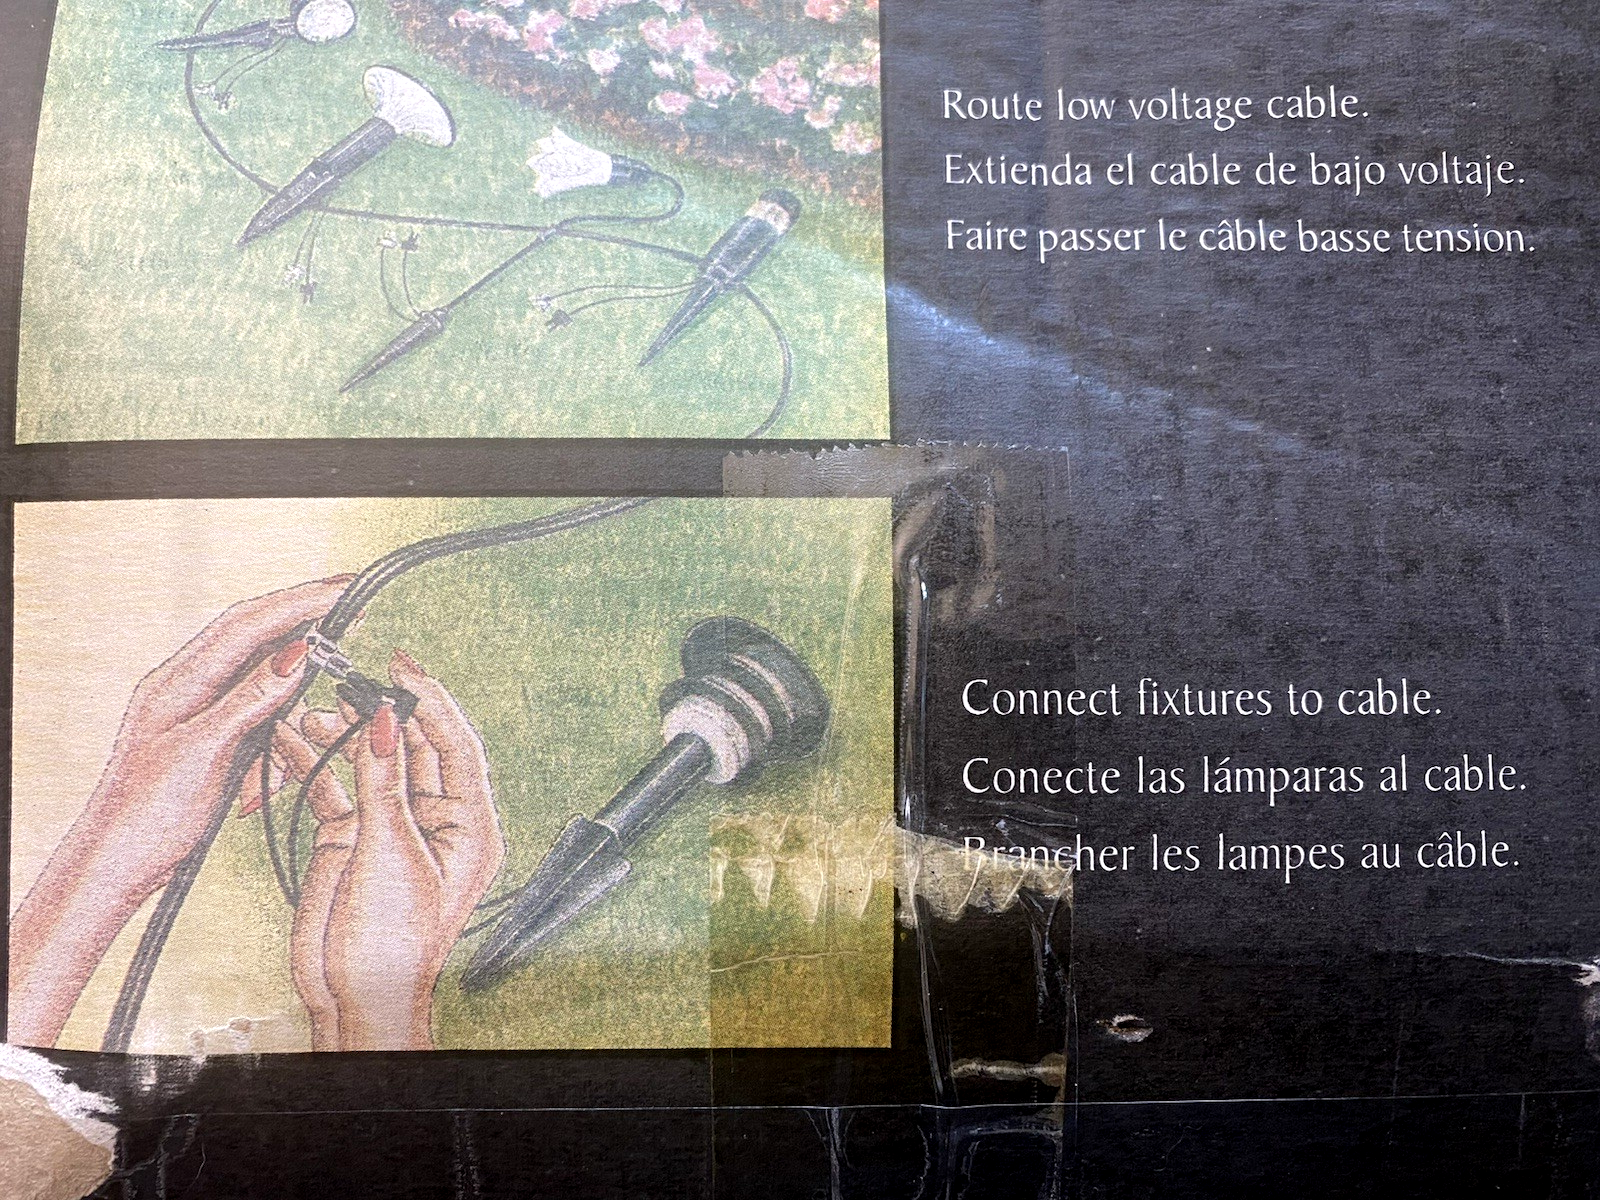 Route low voltage cable.
Extienda el cable de bajo voltaje.
Faire passer le câble basse tension.
Connect fixtures to cable.
Conecte las lámparas al cable.
Brancher les lampes au câble.